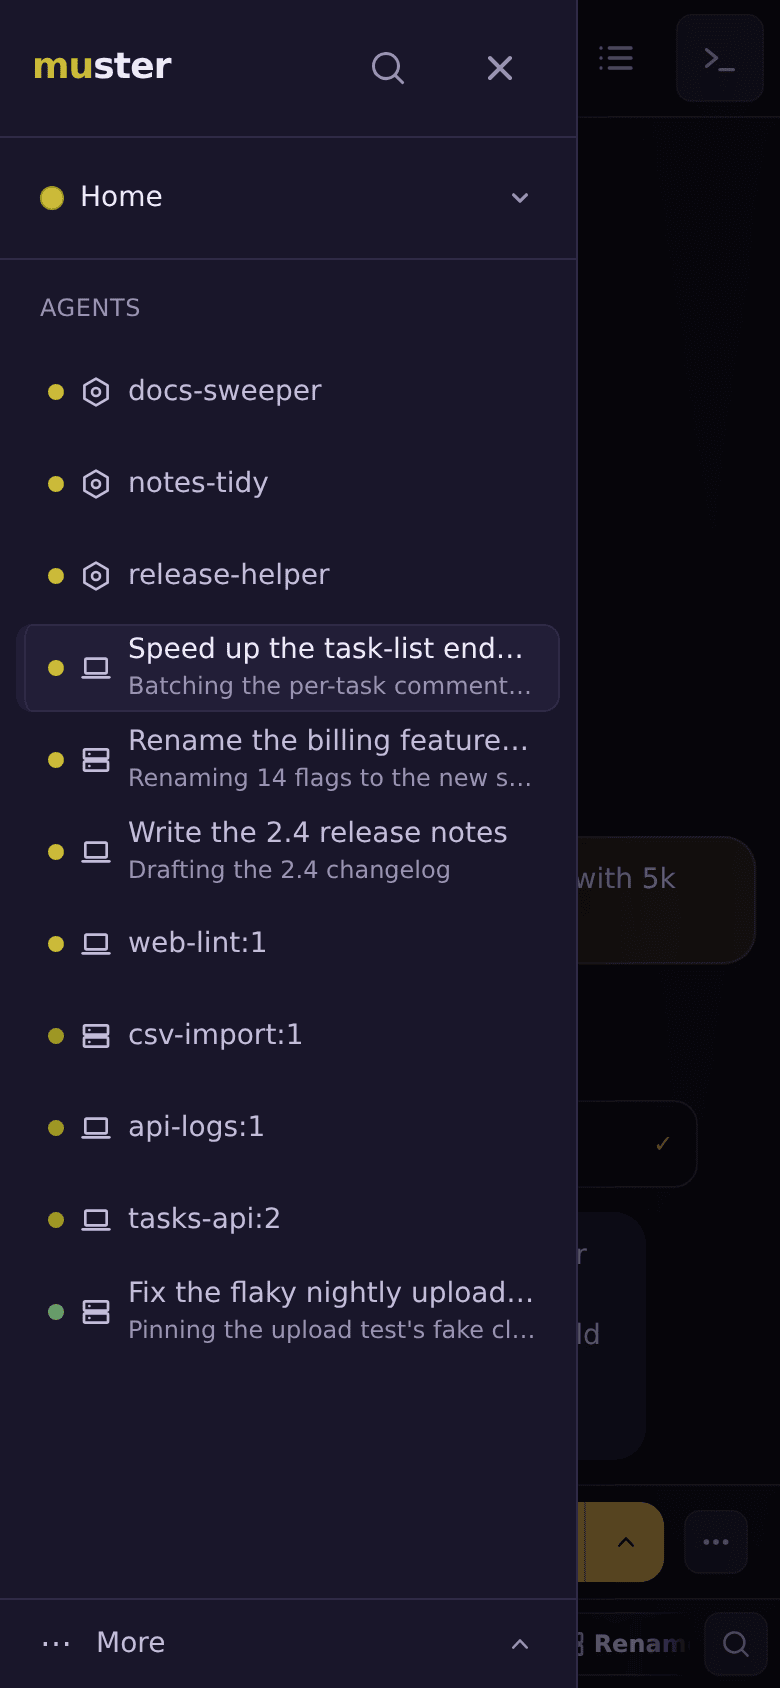 muster
Home
AGENTS
docs-sweeper
notes-tidy
release-helper
Speed up the task-list end...
Batching the per-task comment...
Rename the billing feature...
Renaming 14 flags to the new s...
Write the 2.4 release notes
Drafting the 2.4 changelog
web-lint:1
csv-import:1
api-logs:1
tasks-api:2
Fix the flaky nightly upload...
Pinning the upload test's fake cl...
... More
with 5k
✓
r
ld
Renam